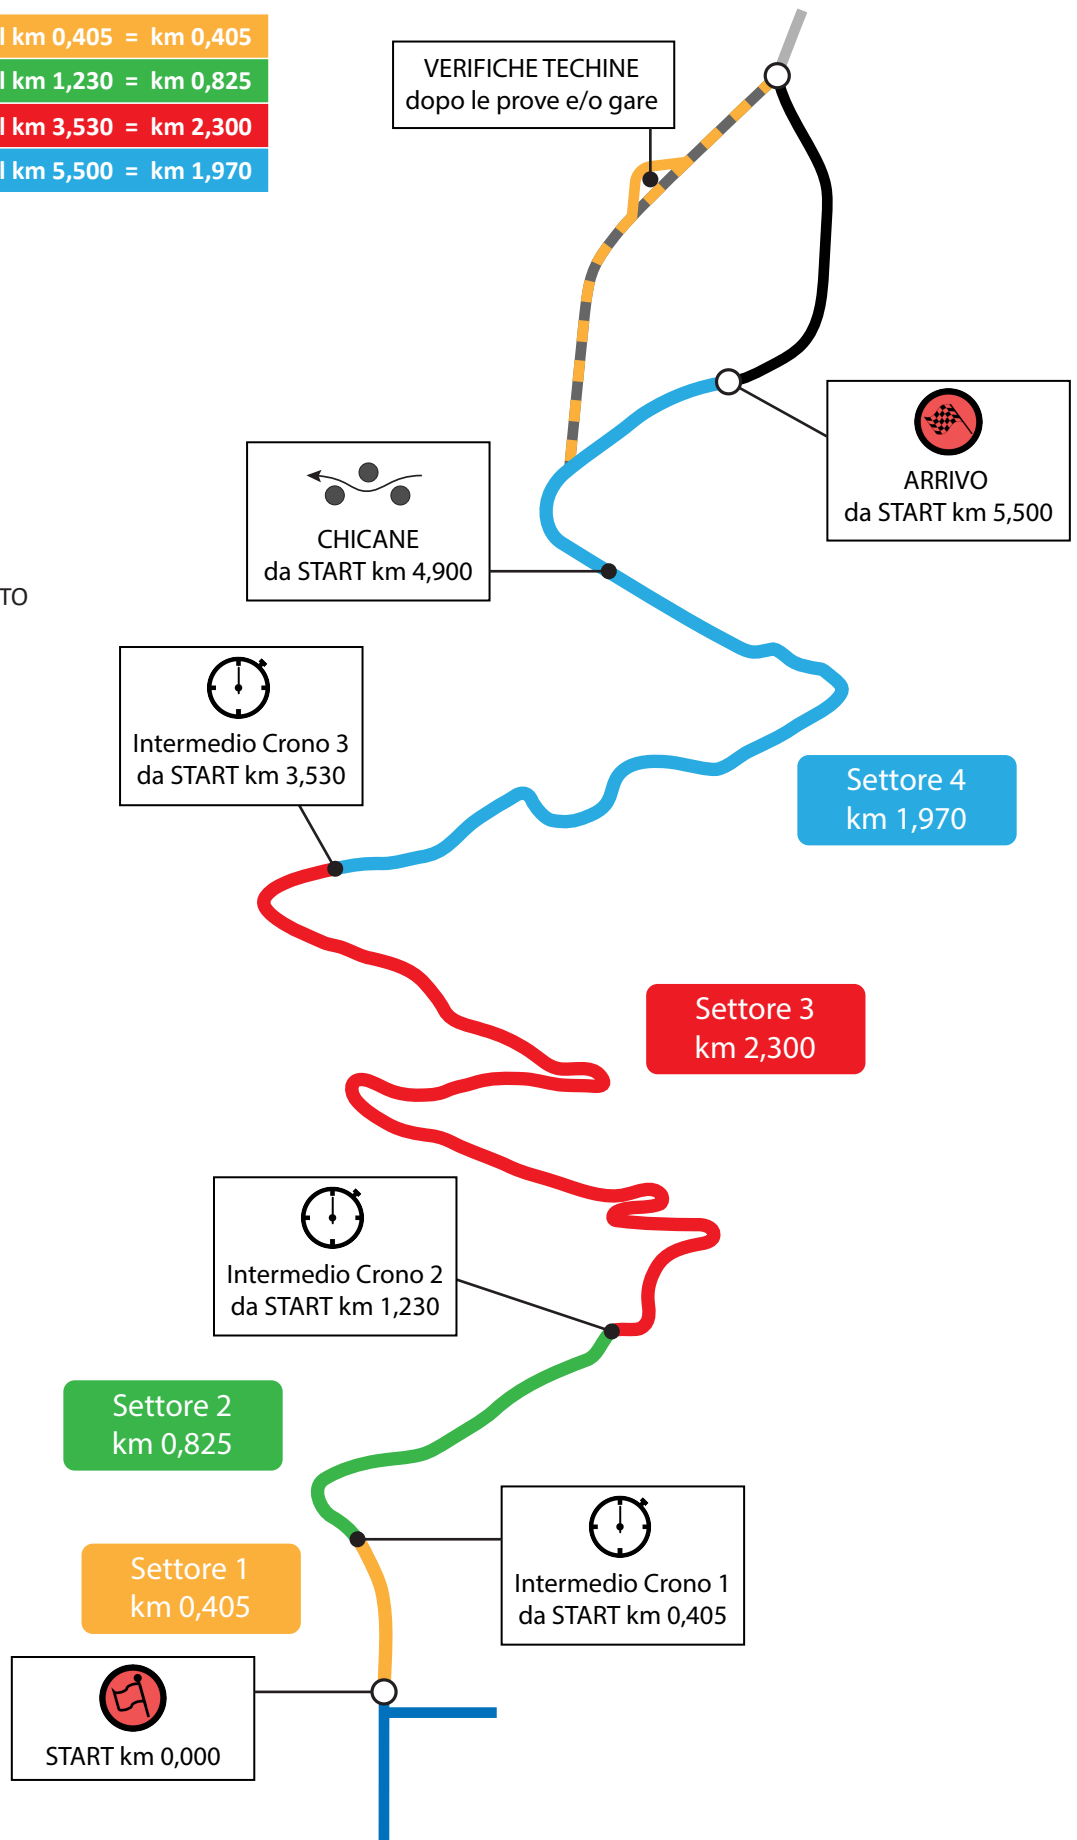 l km 0,405 = km 0,405
l km 1,230 = km 0,825
l km 3,530 = km 2,300
l km 5,500 = km 1,970
VERIFICHE TECHINE
dopo le prove e/o gare
ARRIVO
da START km 5,500
CHICANE
da START km 4,900
TO
Intermedio Crono 3
da START km 3,530
Settore 4
km 1,970
Settore 3
km 2,300
Intermedio Crono 2
da START km 1,230
Settore 2
km 0,825
Intermedio Crono 1
da START km 0,405
Settore 1
km 0,405
START km 0,000